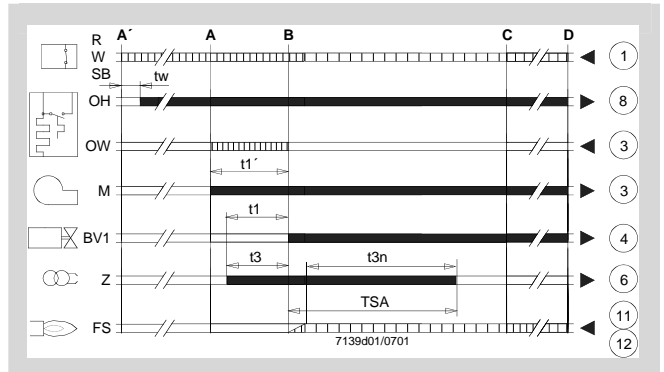 R A´ A B C D
W 1
SB tw
OH 8
OW 3
t1´
M 3
t1
BV1 4
t3 t3n
Z 6
TSA
11
FS
7139d01/0701
12